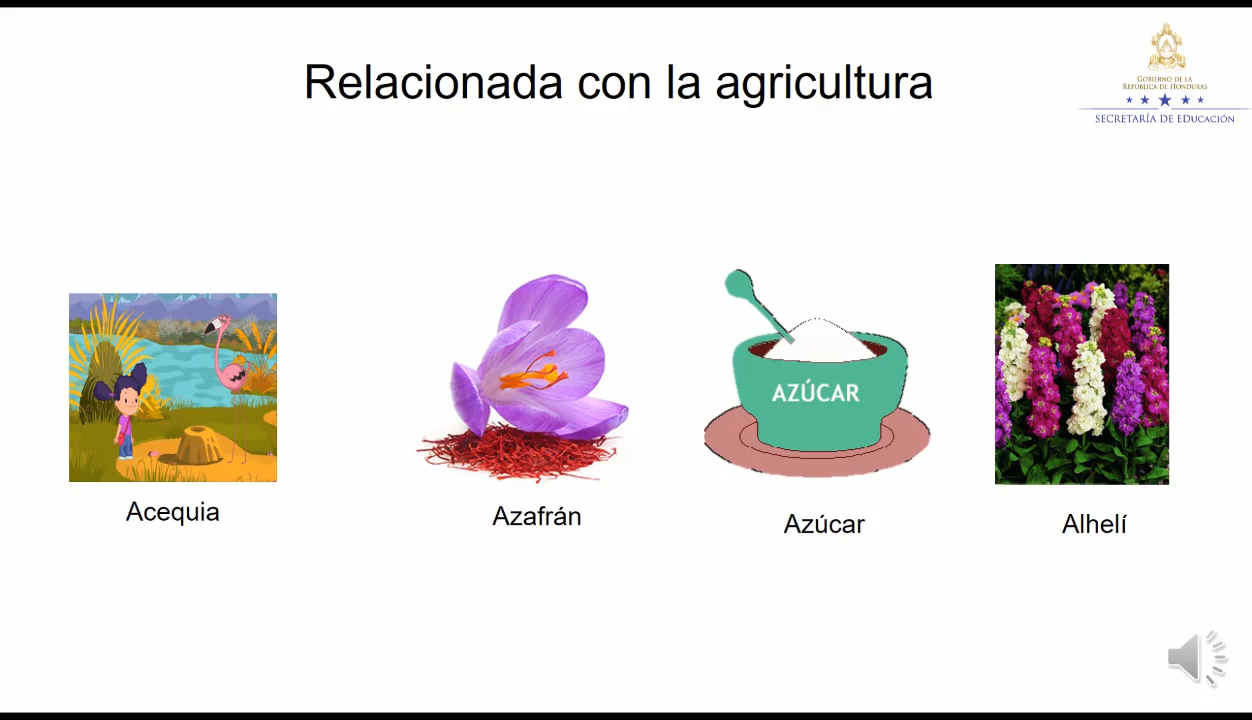 Relacionada con la agricultura
GOBIERNO DE LA
REPÚBLICA DE HONDURAS
SECRETARÍA DE EDUCACIÓN
AZÚCAR
Acequia
Azafrán
Azúcar
Alhelí